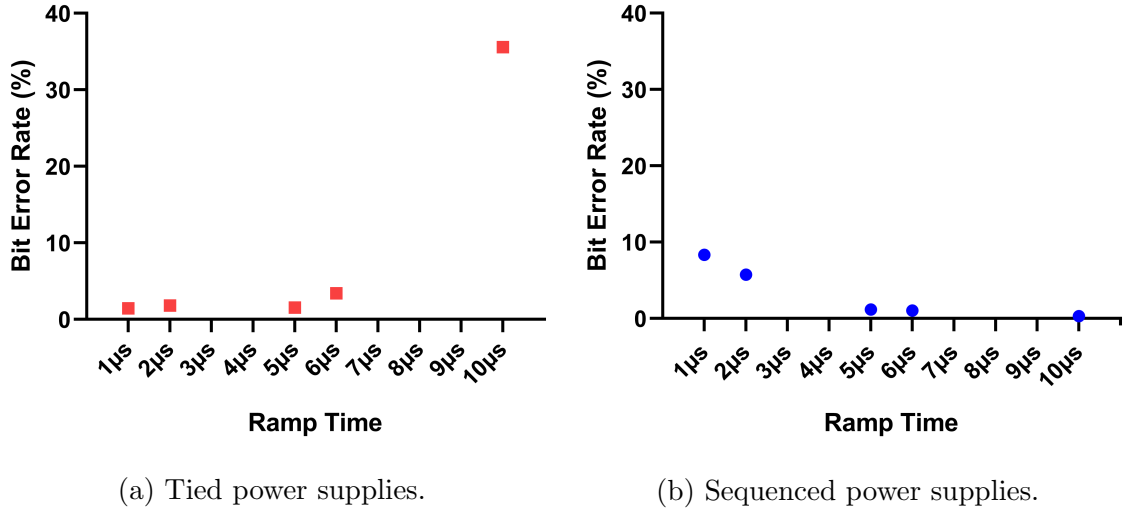 40
30
20
10
0
Bit Error Rate (%)
1µs
2µs
3µs
4µs
5µs
6µs
7µs
8µs
9µs
10µs
Ramp Time
(a) Tied power supplies.
40
30
20
10
0
Bit Error Rate (%)
1µs
2µs
3µs
4µs
5µs
6µs
7µs
8µs
9µs
10µs
Ramp Time
(b) Sequenced power supplies.